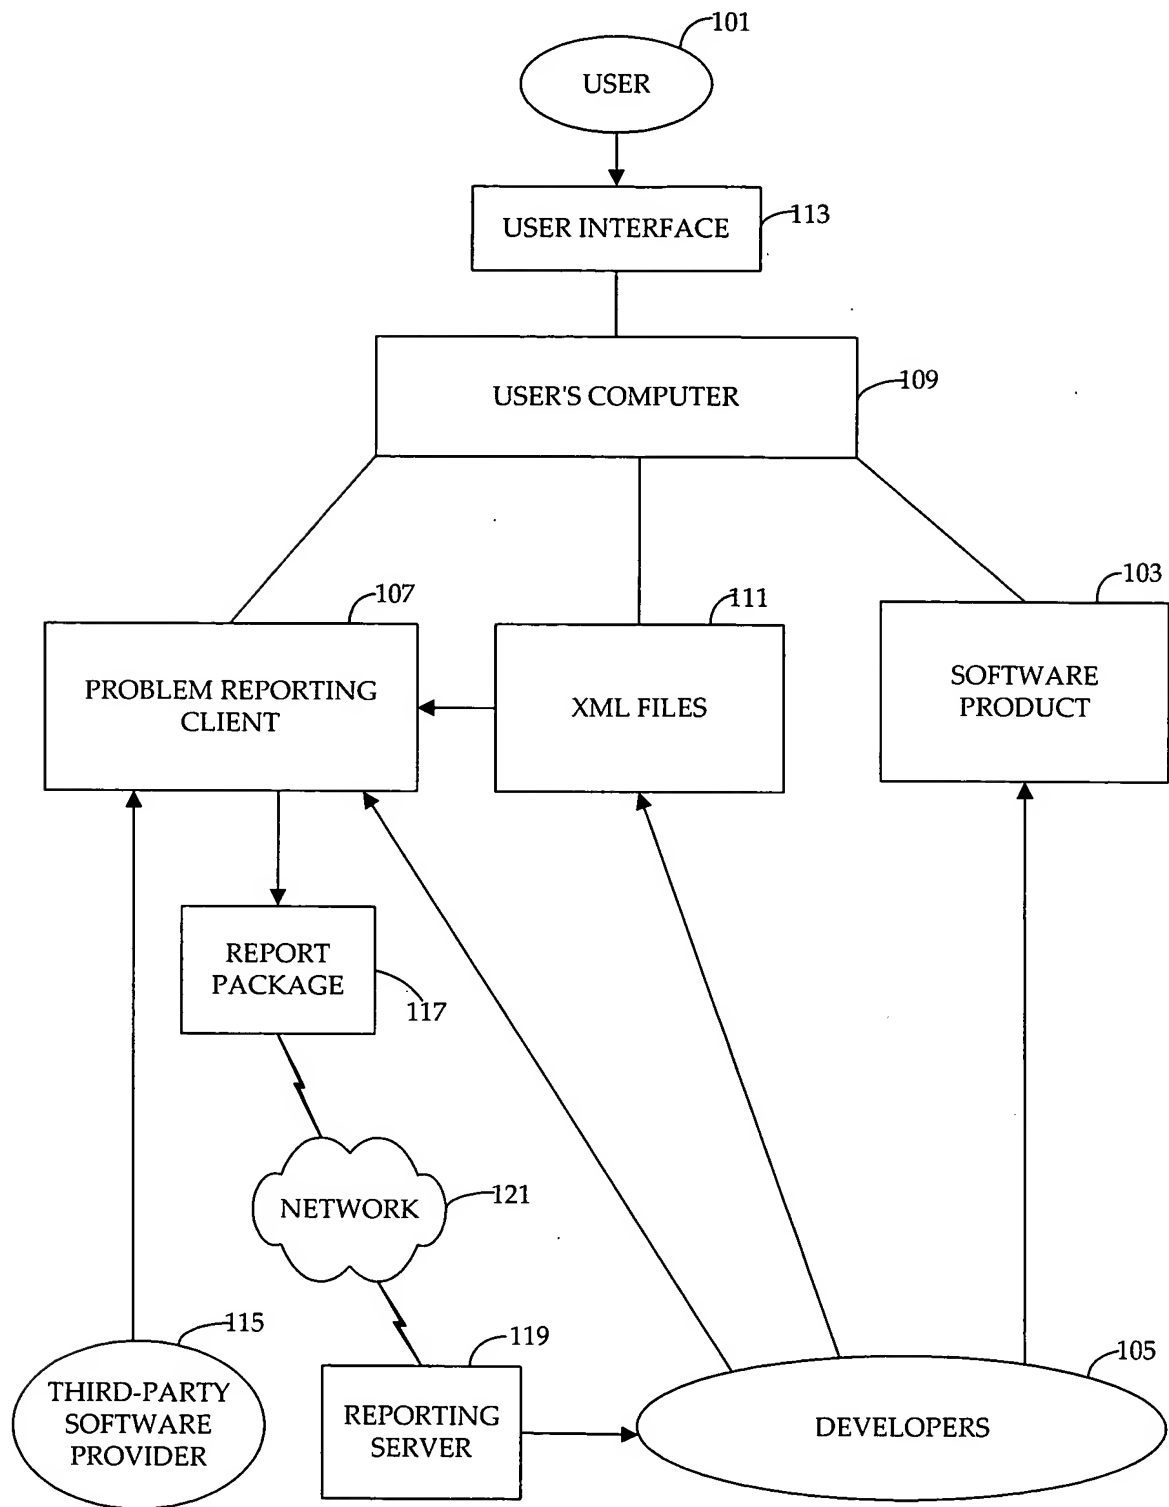 101
USER
113
USER INTERFACE
109
USER'S COMPUTER
107
111
103
PROBLEM REPORTING
CLIENT
XML FILES
SOFTWARE
PRODUCT
REPORT
PACKAGE
117
NETWORK
121
115
119
105
THIRD-PARTY
SOFTWARE
PROVIDER
REPORTING
SERVER
DEVELOPERS